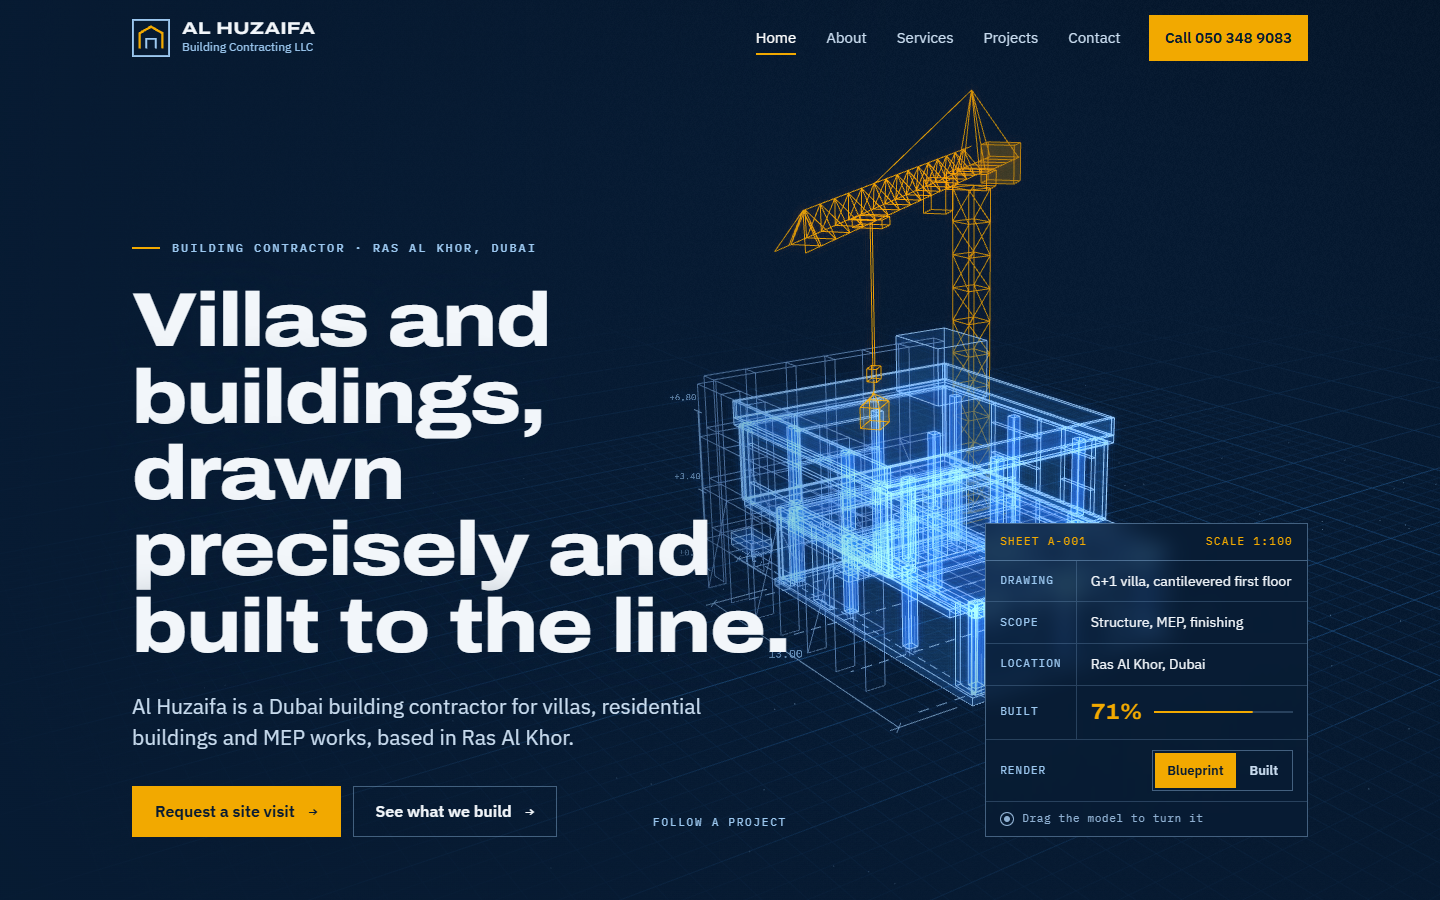 AL HUZAIFA
Building Contracting LLC
Home
About
Services
Projects
Contact
Call 050 348 9083
BUILDING CONTRACTOR · RAS AL KHOR, DUBAI
Villas and
buildings,
drawn
precisely and
built to the line.
Al Huzaifa is a Dubai building contractor for villas, residential
buildings and MEP works, based in Ras Al Khor.
Request a site visit →
See what we build →
FOLLOW A PROJECT
+6.80
+3.40
13.00
SHEET A-001
SCALE 1:100
DRAWING
G+1 villa, cantilevered first floor
SCOPE
Structure, MEP, finishing
LOCATION
Ras Al Khor, Dubai
BUILT
71%
RENDER
Blueprint
Built
Drag the model to turn it